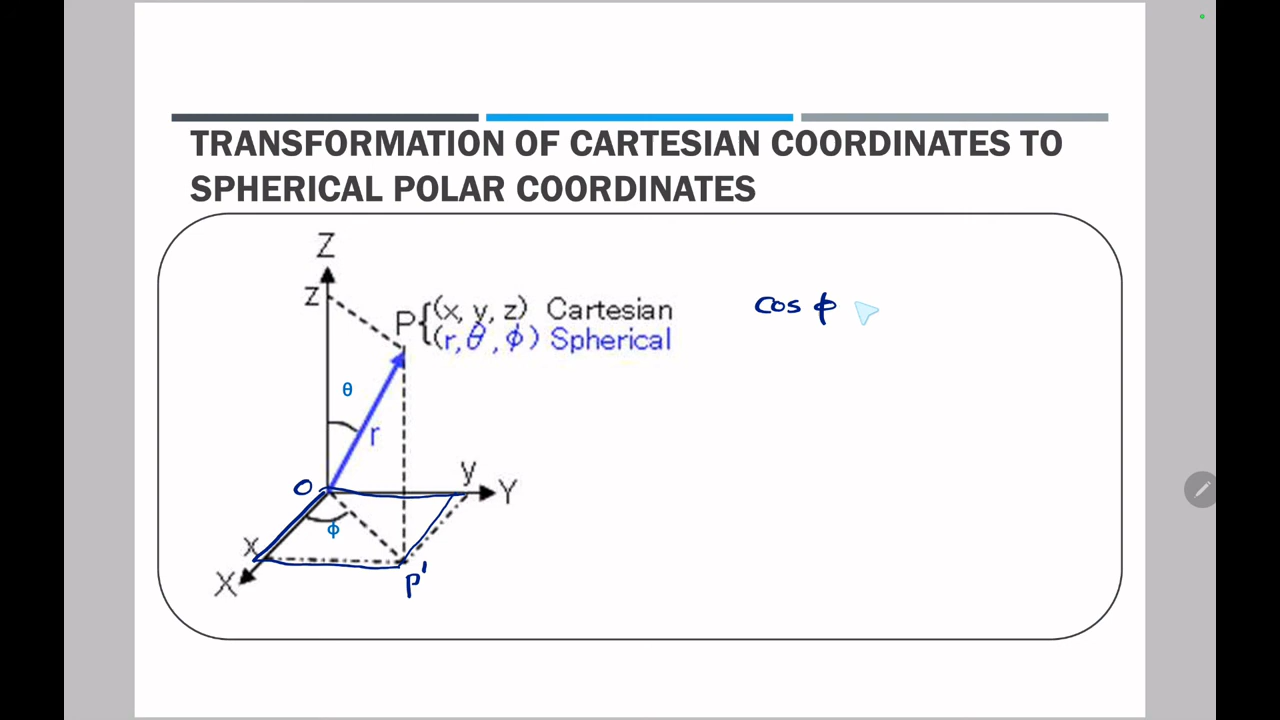 TRANSFORMATION OF CARTESIAN COORDINATES TO
SPHERICAL POLAR COORDINATES
Z
z
P { (x, y, z) Cartesian
(r, θ, ϕ) Spherical
cos ϕ
θ
r
O
y
Y
ϕ
x
X
P'